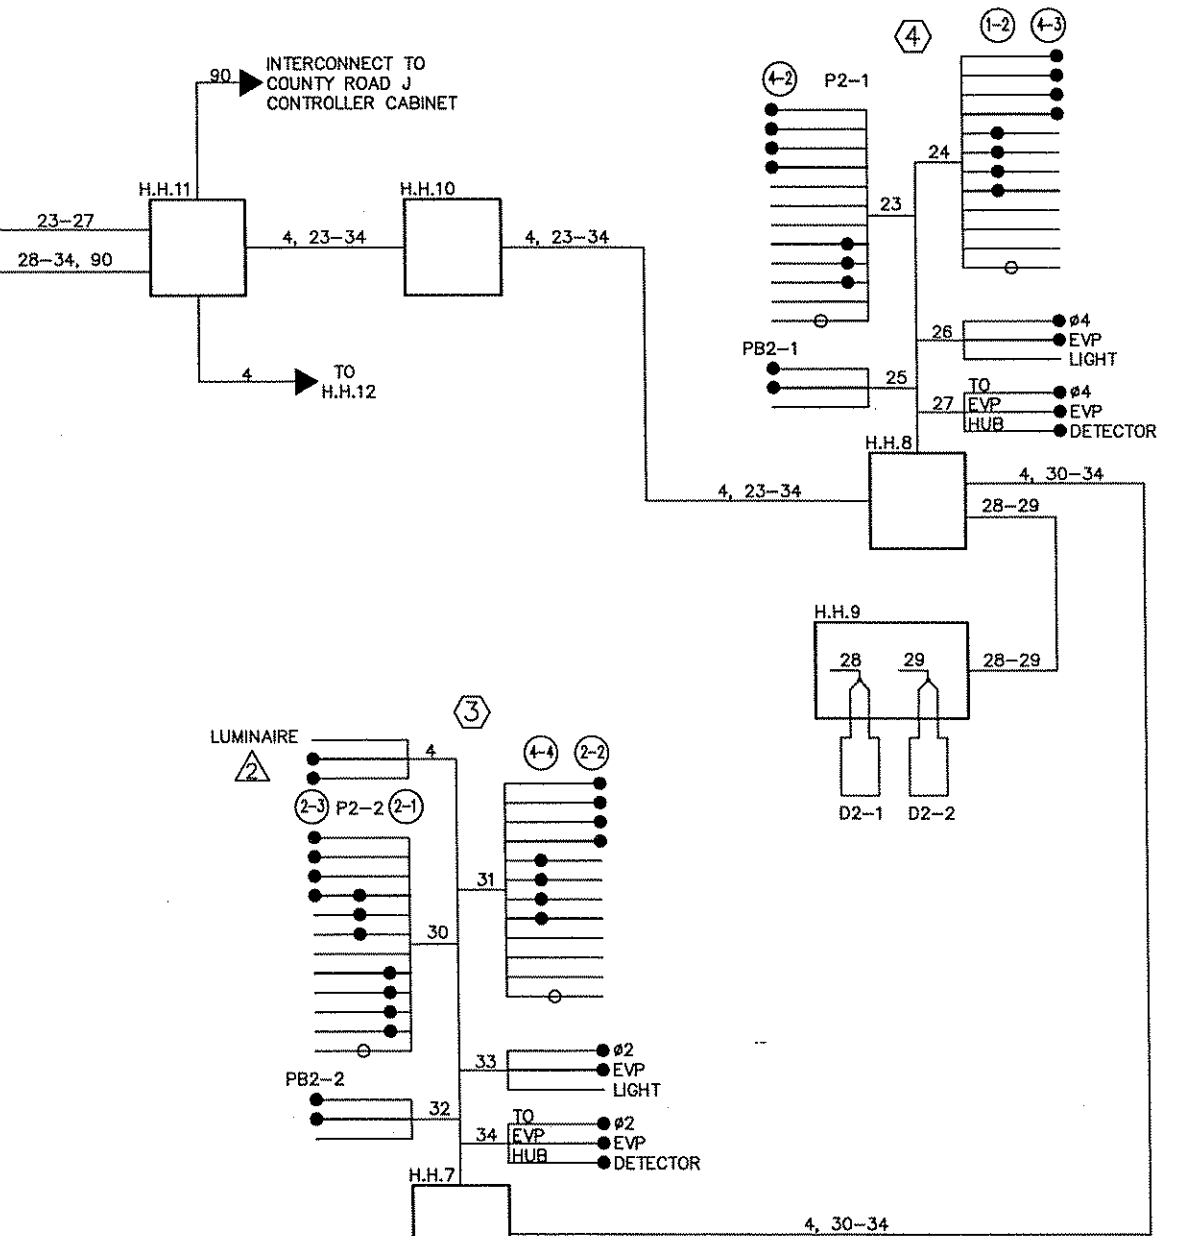 1-2 4-3
4
4-2 P2-1
90 INTERCONNECT TO
COUNTY ROAD J
CONTROLLER CABINET
24
H.H.11 H.H.10
23-27
23
4, 23-34 4, 23-34
28-34, 90
26 ø4
EVP
LIGHT
PB2-1
25
4 TO
H.H.12
27 TO ø4
EVP EVP
HUB DETECTOR
H.H.8
4, 23-34
4, 30-34
28-29
H.H.9
28 29 28-29
D2-1 D2-2
3
LUMINAIRE
2
4
4-4 2-2
2-3 P2-2 2-1
31
30
33 ø2
EVP
LIGHT
PB2-2
32
34 TO ø2
EVP EVP
HUB DETECTOR
H.H.7
4, 30-34